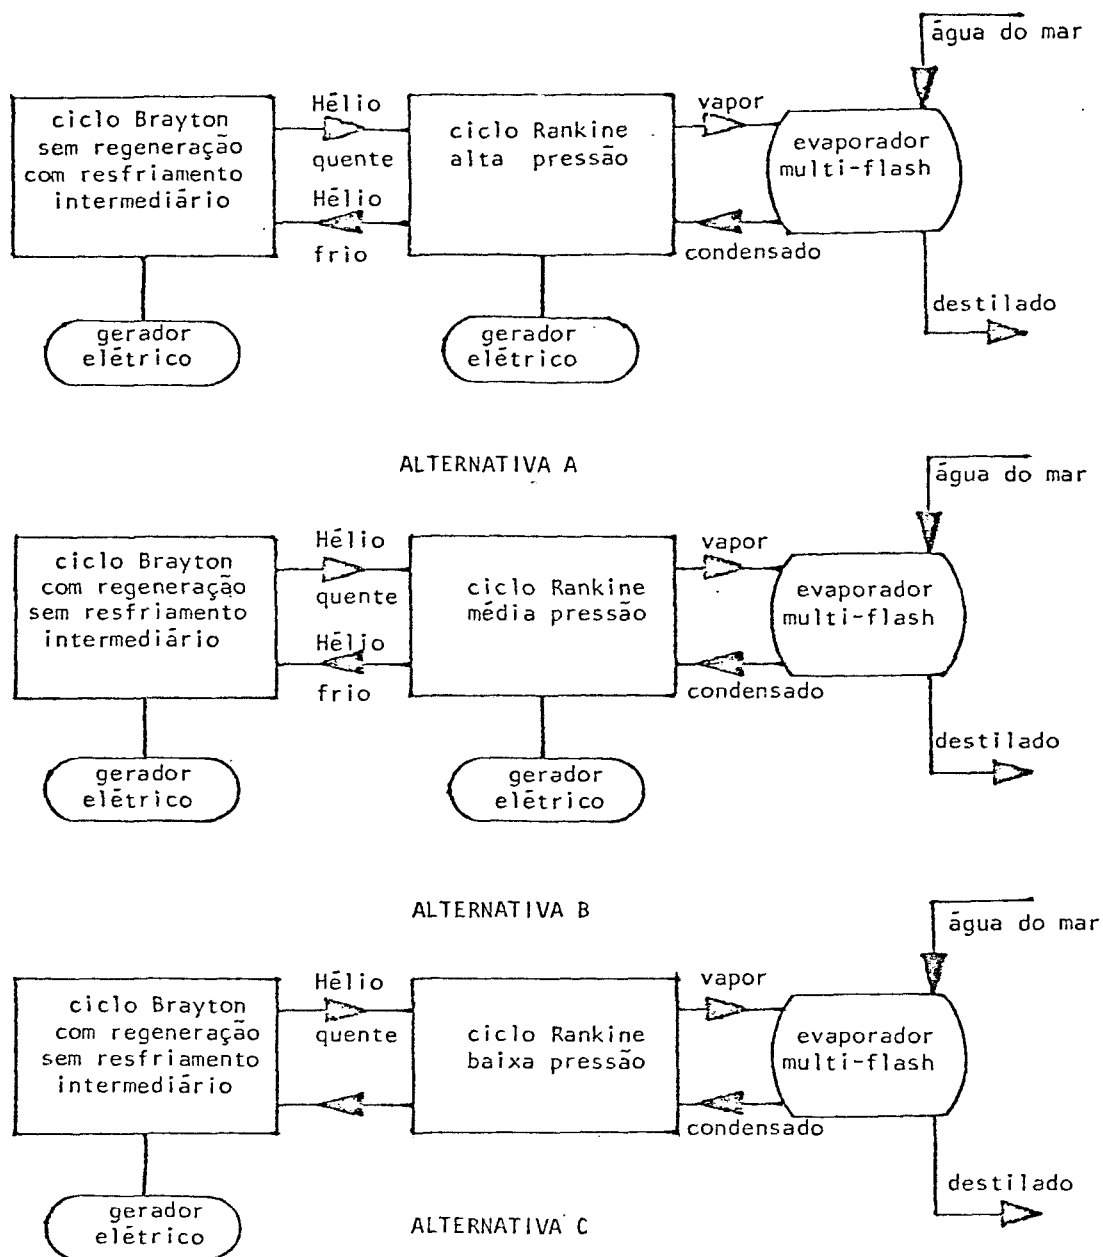 água do mar
ciclo Brayton
sem regeneração
com resfriamento
intermediário
Hélio
quente
Hélio
frio
ciclo Rankine
alta pressão
vapor
condensado
evaporador
multi-flash
destilado
gerador
elétrico
gerador
elétrico
ALTERNATIVA A
água do mar
ciclo Brayton
com regeneração
sem resfriamento
intermediário
Hélio
quente
Hélio
frio
ciclo Rankine
média pressão
vapor
condensado
evaporador
multi-flash
destilado
gerador
elétrico
gerador
elétrico
ALTERNATIVA B
água do mar
ciclo Brayton
com regeneração
sem resfriamento
intermediário
Hélio
quente
ciclo Rankine
baixa pressão
vapor
condensado
evaporador
multi-flash
destilado
gerador
elétrico
ALTERNATIVA C